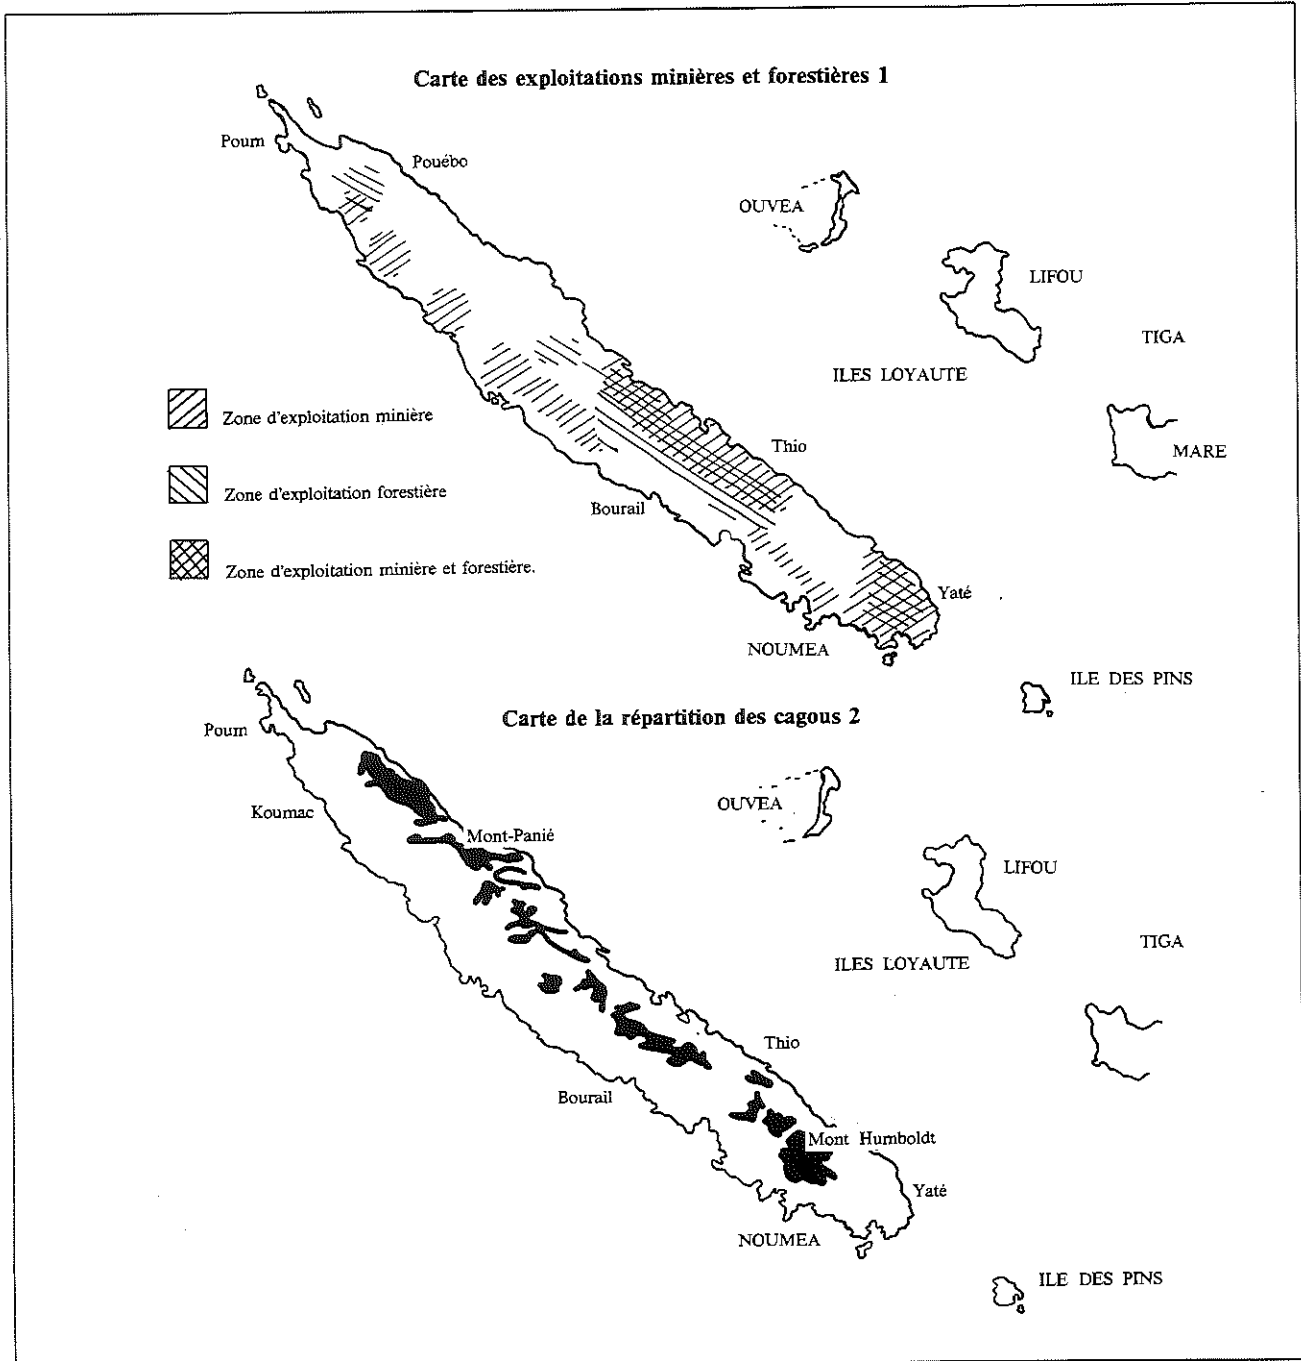 Carte des exploitations minières et forestières 1
Poum
Pouébo
OUVEA
LIFOU
TIGA
ILES LOYAUTE
Zone d'exploitation minière
MARE
Thio
Zone d'exploitation forestière
Bourail
Zone d'exploitation minière et forestière.
Yaté
NOUMEA
ILE DES PINS
Carte de la répartition des cagous 2
Poum
OUVEA
Koumac
Mont-Panié
LIFOU
TIGA
ILES LOYAUTE
Thio
Bourail
Mont Humboldt
Yaté
NOUMEA
ILE DES PINS